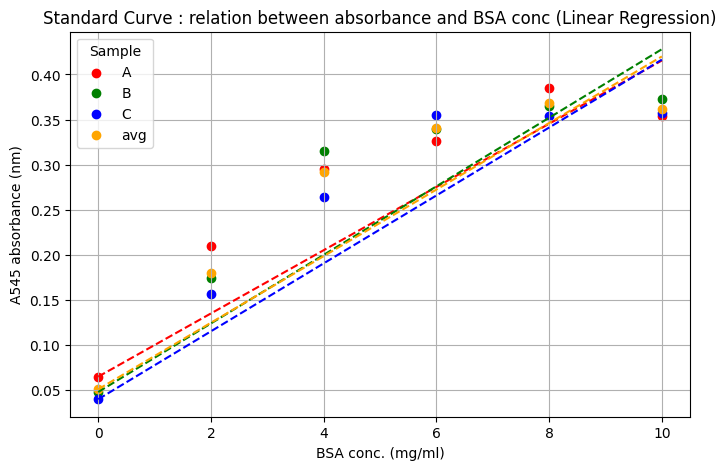 Standard Curve : relation between absorbance and BSA conc (Linear Regression)
Sample
A
B
C
avg
A545 absorbance (nm)
0.40
0.35
0.30
0.25
0.20
0.15
0.10
0.05
0
2
4
6
8
10
BSA conc. (mg/ml)